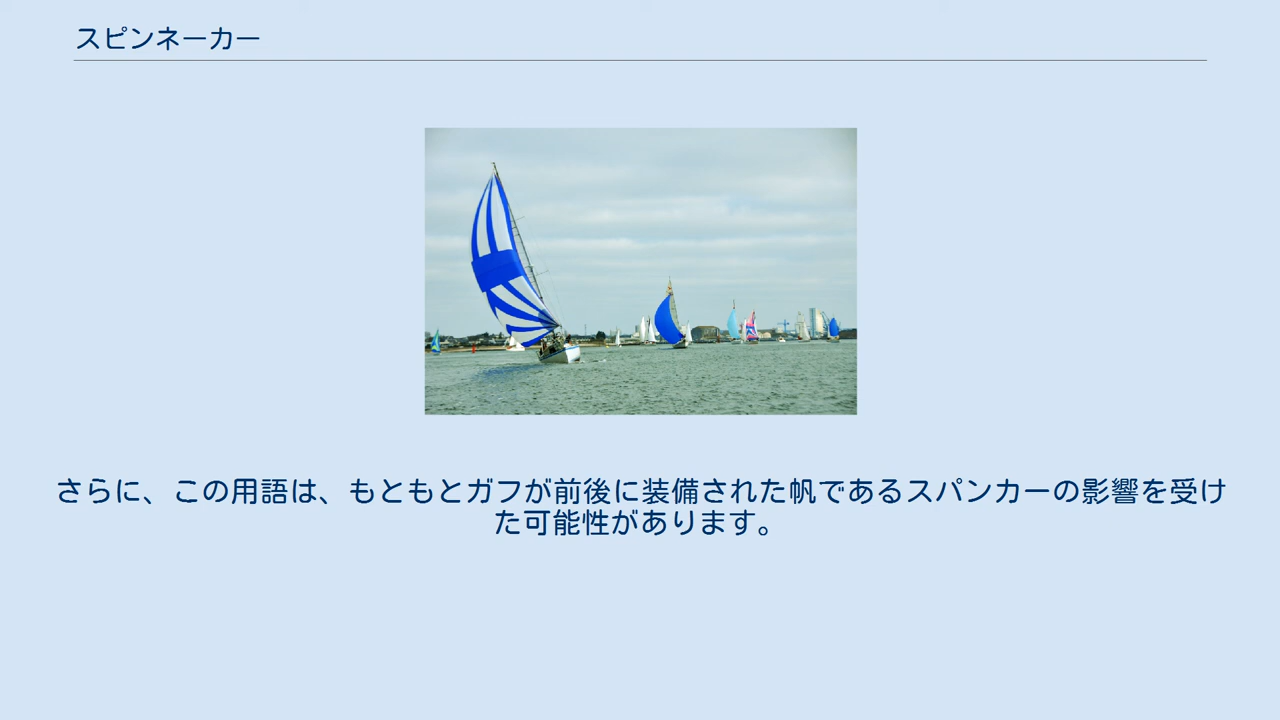 スピンネーカー
さらに、この用語は、もともとガフが前後に装備された帆であるスパンカーの影響を受け
た可能性があります。